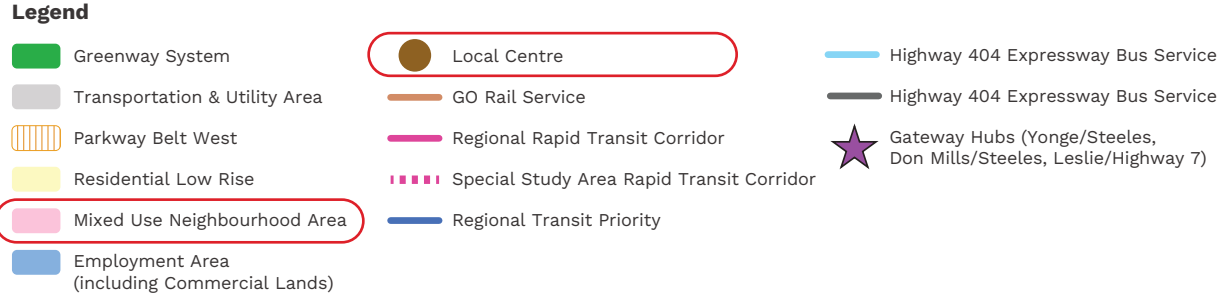 Legend
Greenway System
Transportation & Utility Area
Parkway Belt West
Residential Low Rise
Mixed Use Neighbourhood Area
Employment Area
(including Commercial Lands)
Local Centre
GO Rail Service
Regional Rapid Transit Corridor
Special Study Area Rapid Transit Corridor
Regional Transit Priority
Highway 404 Expressway Bus Service
Highway 404 Expressway Bus Service
Gateway Hubs (Yonge/Steeles,
Don Mills/Steeles, Leslie/Highway 7)